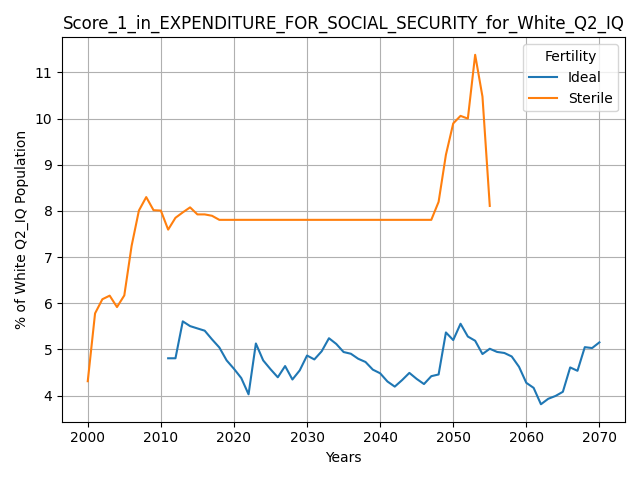 Score_1_in_EXPENDITURE_FOR_SOCIAL_SECURITY_for_White_Q2_IQ
Fertility
Ideal
Sterile
% of White Q2_IQ Population
11
10
9
8
7
6
5
4
2000 2010 2020 2030 2040 2050 2060 2070
Years